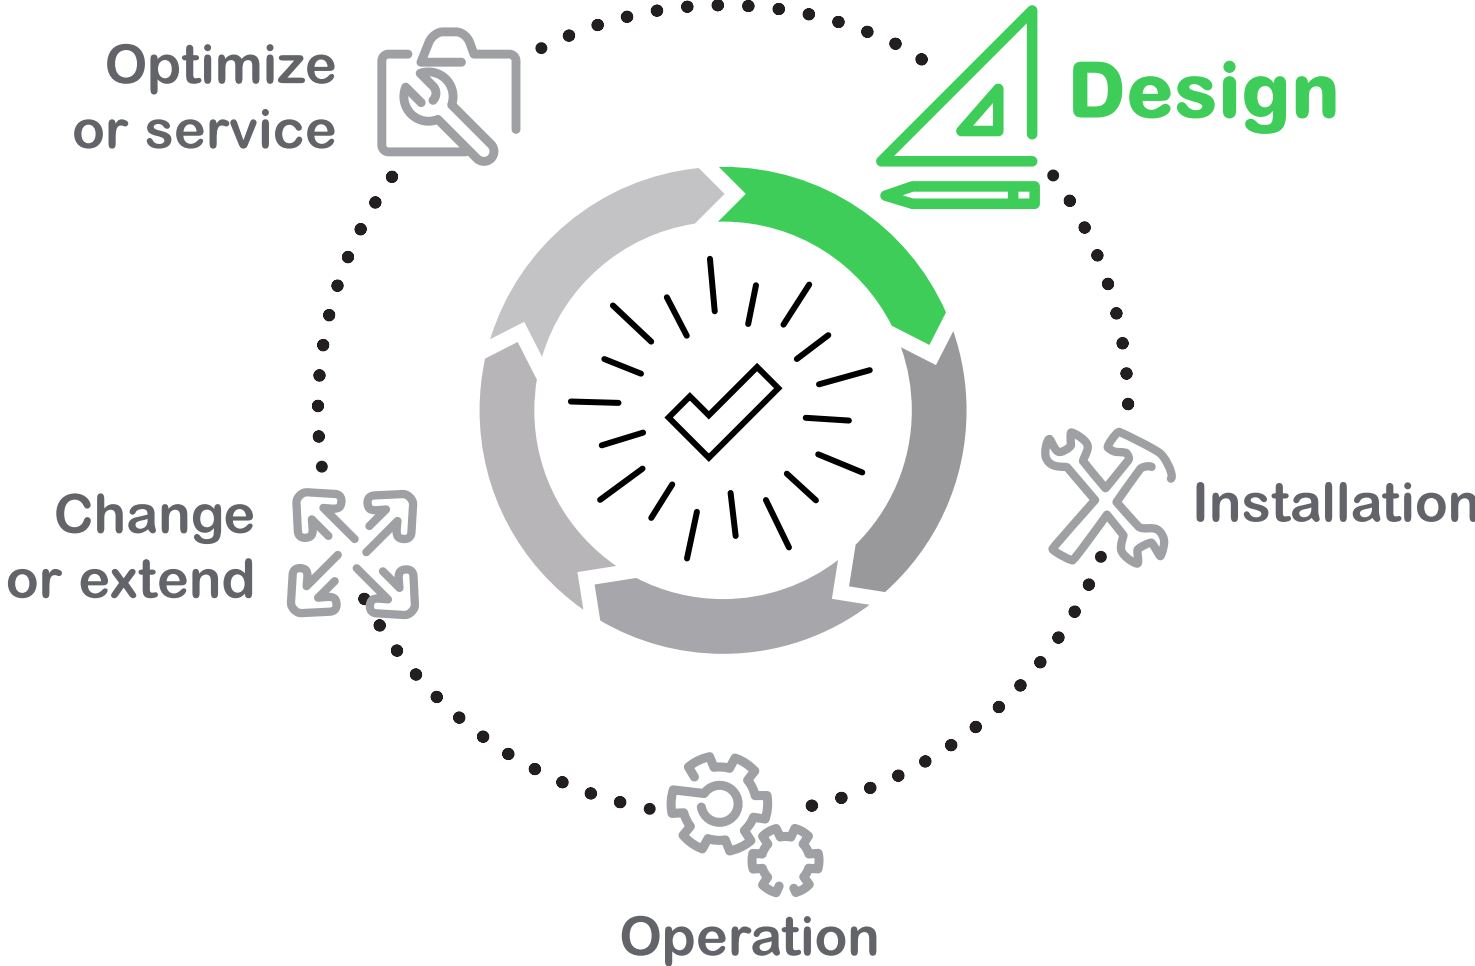 Optimize
or service
Design
Installation
Operation
Change
or extend